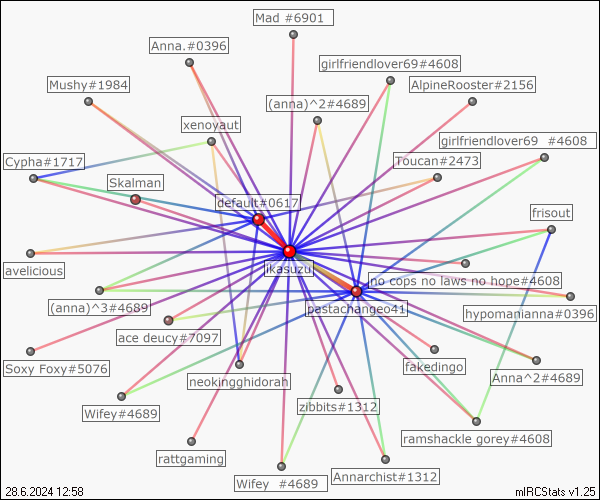 Mad #6901
Anna.#0396
girlfriendlover69#4608
Mushy#1984
AlpineRooster#2156
(anna)^2#4689
xenoyaut
girlfriendlover69   #4608
Cypha#1717
Toucan#2473
Skalman
default#0617
frisout
avelicious
ikasuzu
no cops no laws no hope#4608
(anna)^3#4689
pastachangeo41
hypomanianna#0396
ace deucy#7097
Soxy Foxy#5076
fakedingo
neokingghidorah
Anna^2#4689
Wifey#4689
zibbits#1312
ramshackle gorey#4608
rattgaming
Wifey   #4689
Annarchist#1312
28.6.2024 12:58
mIRCStats v1.25